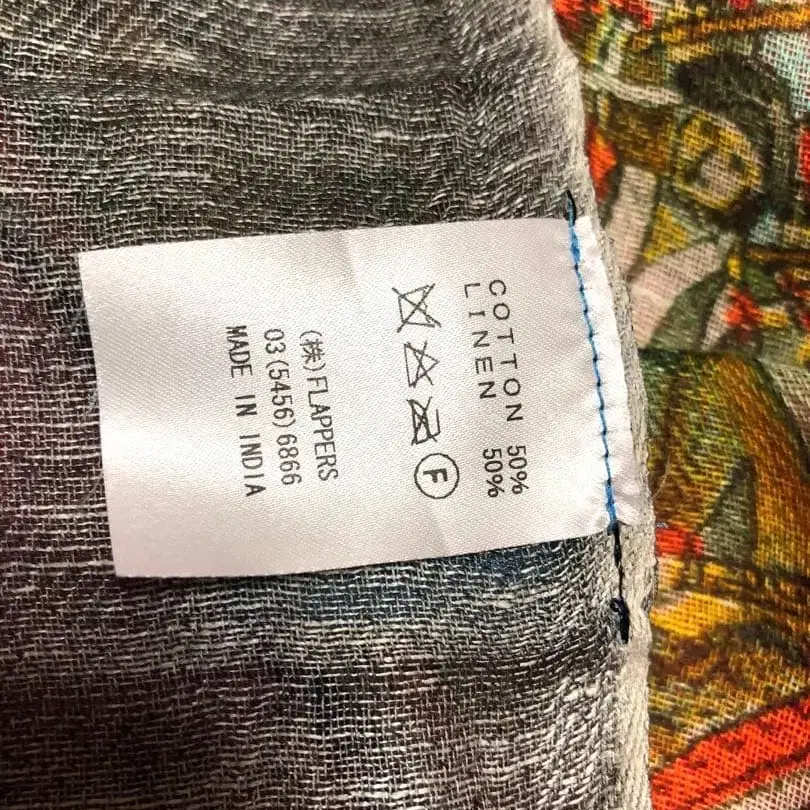 COTTON 50%
LINEN 50%
F
(株)FLAPPERS
03(5456)6866
MADE IN INDIA